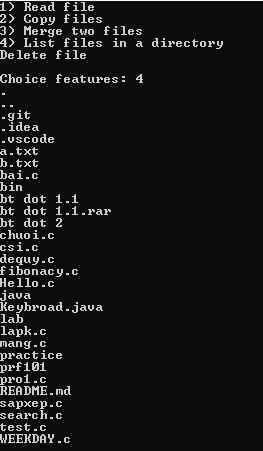 1) Read file
2) Copy files
3) Merge two files
4) List files in a directory
Delete file
Choice features: 4
.
..
.git
.idea
.vscode
a.txt
b.txt
bai.c
bin
bt dot 1.1
bt dot 1.1.rar
bt dot 2
chuoi.c
csi.c
dequy.c
fibonacy.c
Hello.c
java
Keybroad.java
lab
lapk.c
mang.c
practice
prf101
pro1.c
README.md
sapxep.c
search.c
test.c
WEEKDAY.c